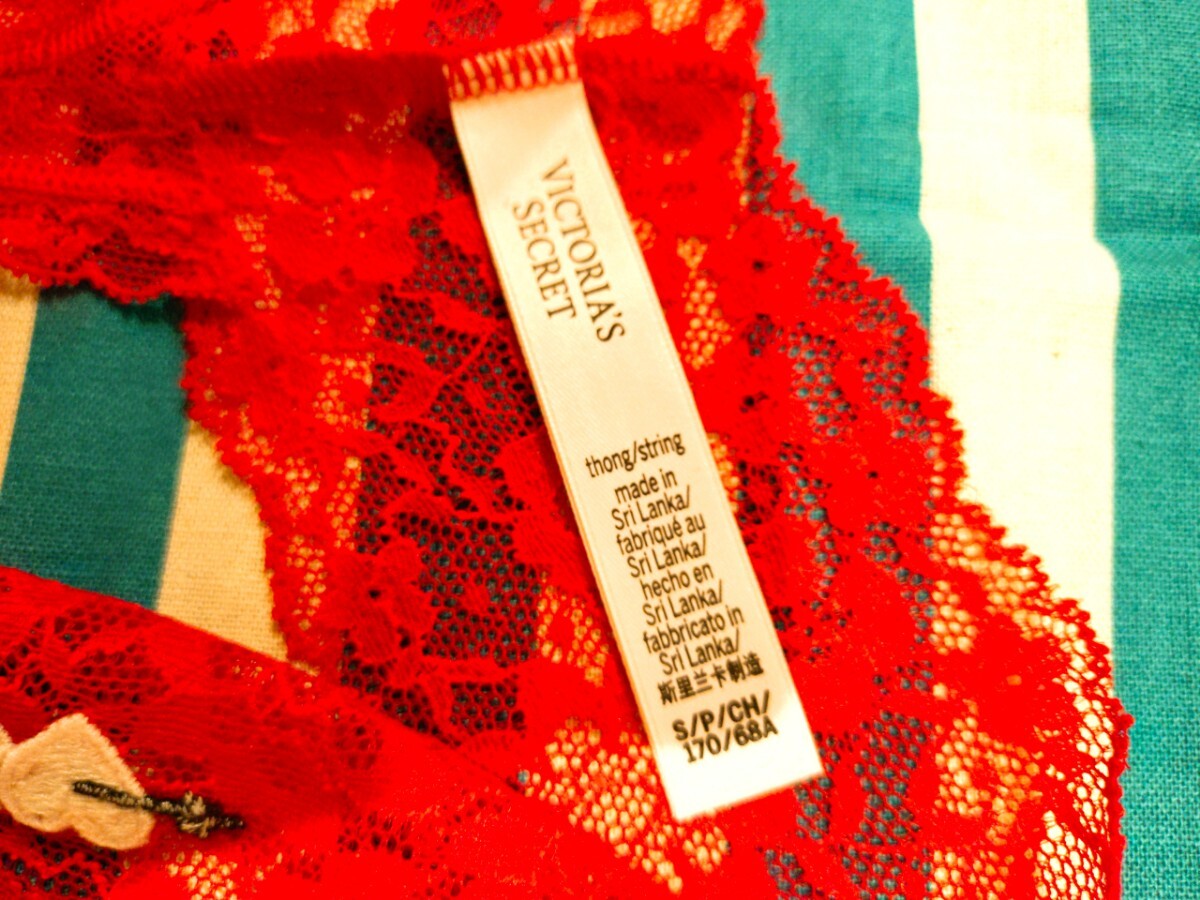 VICTORIA'S
SECRET
thong/string
made in
Sri Lanka/
fabriqué au
Sri Lanka/
hecho en
Sri Lanka/
fabbricato in
Sri Lanka/
斯里兰卡制造
S/P/CH/
170/68A